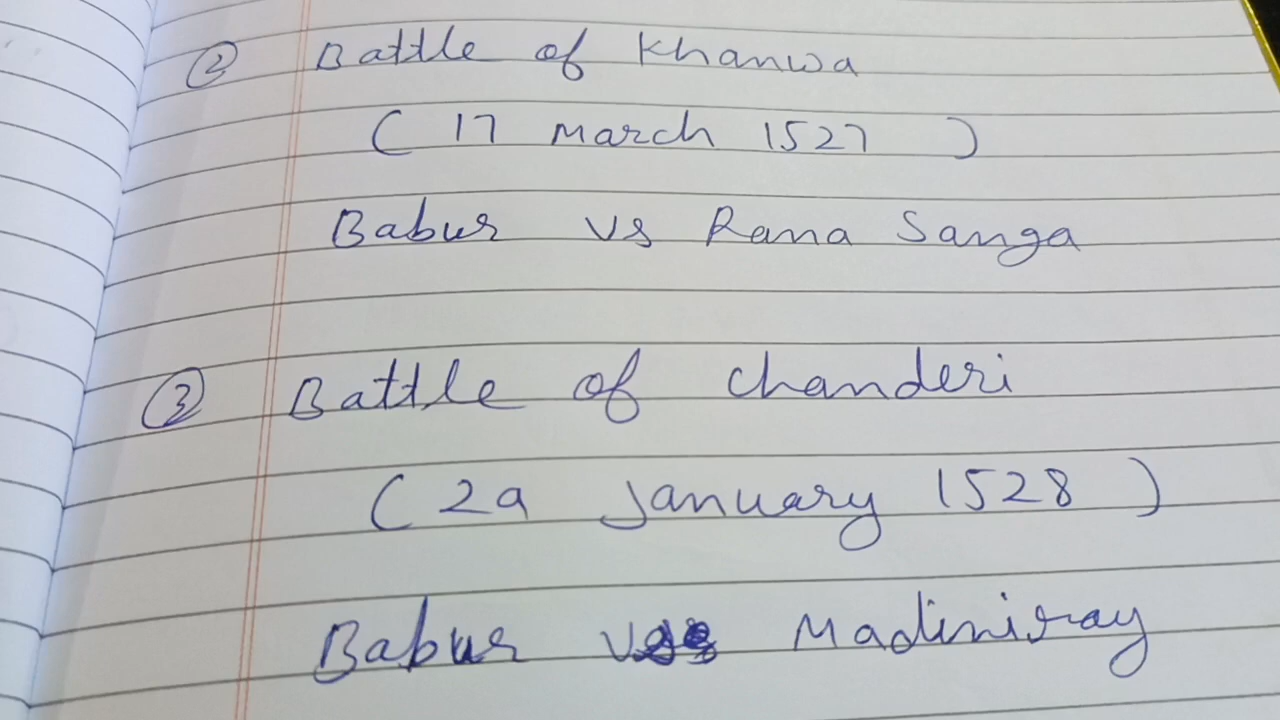 ② Battle of Khanwa
( 17 March 1527 )
Babur Vs Rana Sanga
③ Battle of Chanderi
( 29 January 1528 )
Babur Vs Madiniray